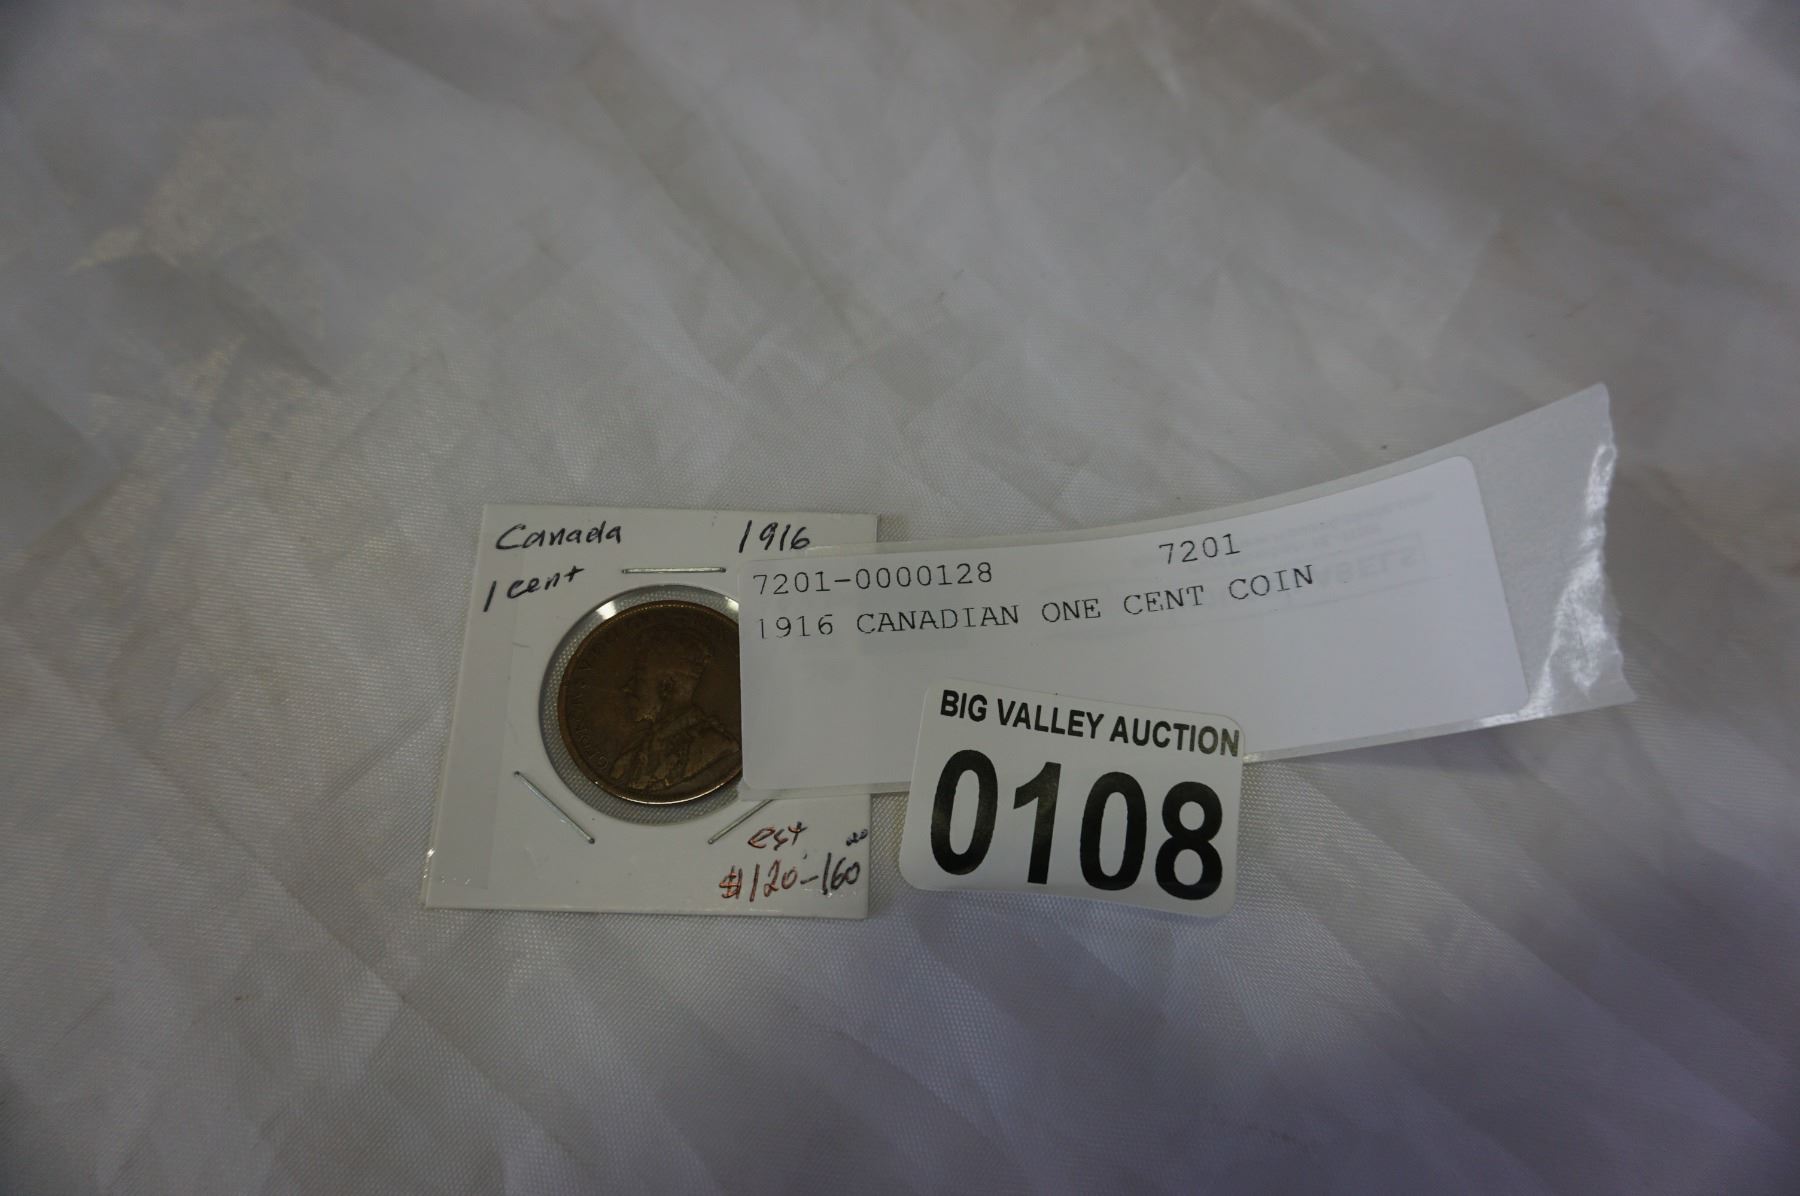 Canada 1916
1 cent
est
$120.-160.00
7201-0000128 7201
1916 CANADIAN ONE CENT COIN
BIG VALLEY AUCTION
0108